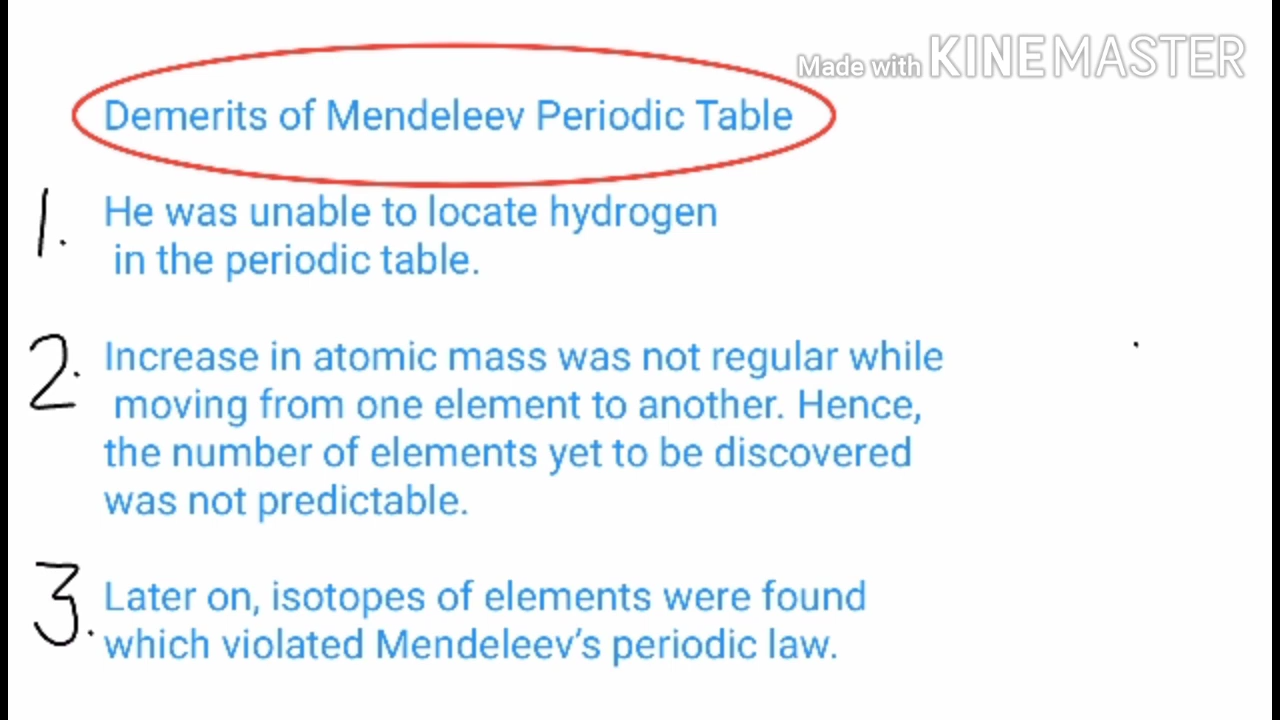 Made with KINEMASTER
Demerits of Mendeleev Periodic Table
1. He was unable to locate hydrogen
in the periodic table.
2. Increase in atomic mass was not regular while
moving from one element to another. Hence,
the number of elements yet to be discovered
was not predictable.
3. Later on, isotopes of elements were found
which violated Mendeleev’s periodic law.